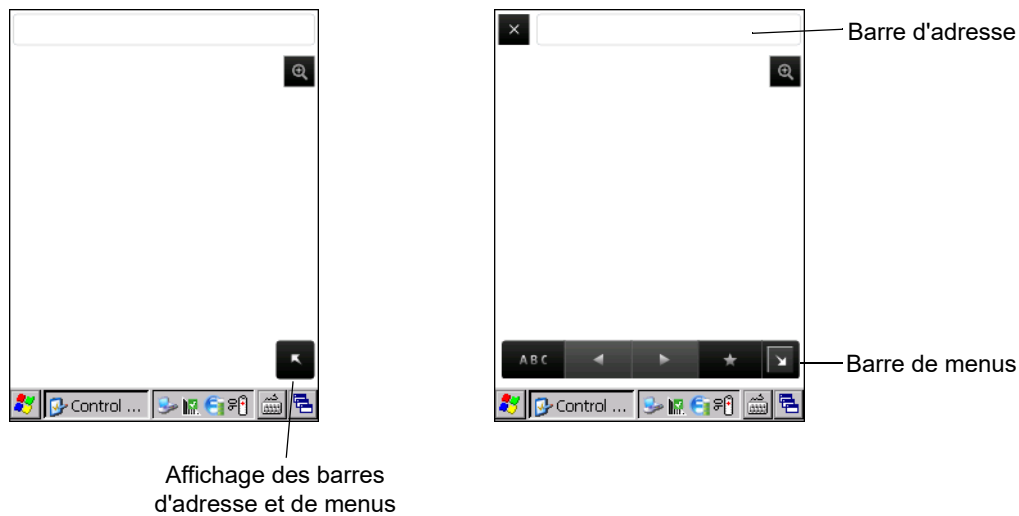 Barre d'adresse
ABC
Barre de menus
Control ...
Control ...
Affichage des barres
d'adresse et de menus